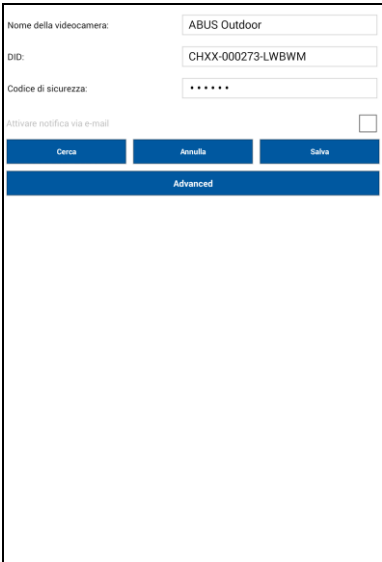 Nome della videocamera: ABUS Outdoor
DID: CHXX-000273-LWBWM
Codice di sicurezza: ••••••
Attivare notifica via e-mail
Cerca Annulla Salva
Advanced